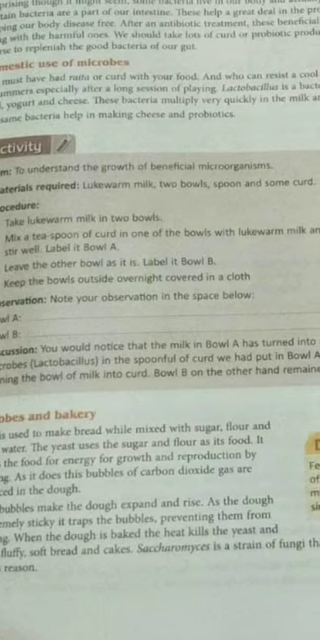 prising though it might seem, some bacteria live in our body and
tain bacteria are a part of our intestine. These help a great deal in the pro
ping our body disease free. After an antibiotic treatment, these beneficial
g with the harmful ones. We should take lots of curd or probiotic produ
rse to replenish the good bacteria of our gut.
mestic use of microbes
must have had raita or curd with your food. And who can resist a cool
ummers especially after a long session of playing. Lactobacillus is a bacte
l, yogurt and cheese. These bacteria multiply very quickly in the milk an
same bacteria help in making cheese and probiotics.
ctivity
m: To understand the growth of beneficial microorganisms.
aterials required: Lukewarm milk, two bowls, spoon and some curd.
ocedure:
Take lukewarm milk in two bowls.
Mix a tea-spoon of curd in one of the bowls with lukewarm milk an
stir well. Label it Bowl A.
Leave the other bowl as it is. Label it Bowl B.
Keep the bowls outside overnight covered in a cloth
servation: Note your observation in the space below:
wl A:
wl B:
cussion: You would notice that the milk in Bowl A has turned into
crobes (Lactobacillus) in the spoonful of curd we had put in Bowl A
ning the bowl of milk into curd. Bowl B on the other hand remaine
obes and bakery
is used to make bread while mixed with sugar, flour and
water. The yeast uses the sugar and flour as its food. It
the food for energy for growth and reproduction by
ng. As it does this bubbles of carbon dioxide gas are
ced in the dough.
bubbles make the dough expand and rise. As the dough
emely sticky it traps the bubbles, preventing them from
ng. When the dough is baked the heat kills the yeast and
fluffy, soft bread and cakes. Saccharomyces is a strain of fungi th
reason.
Fe
of
m
si